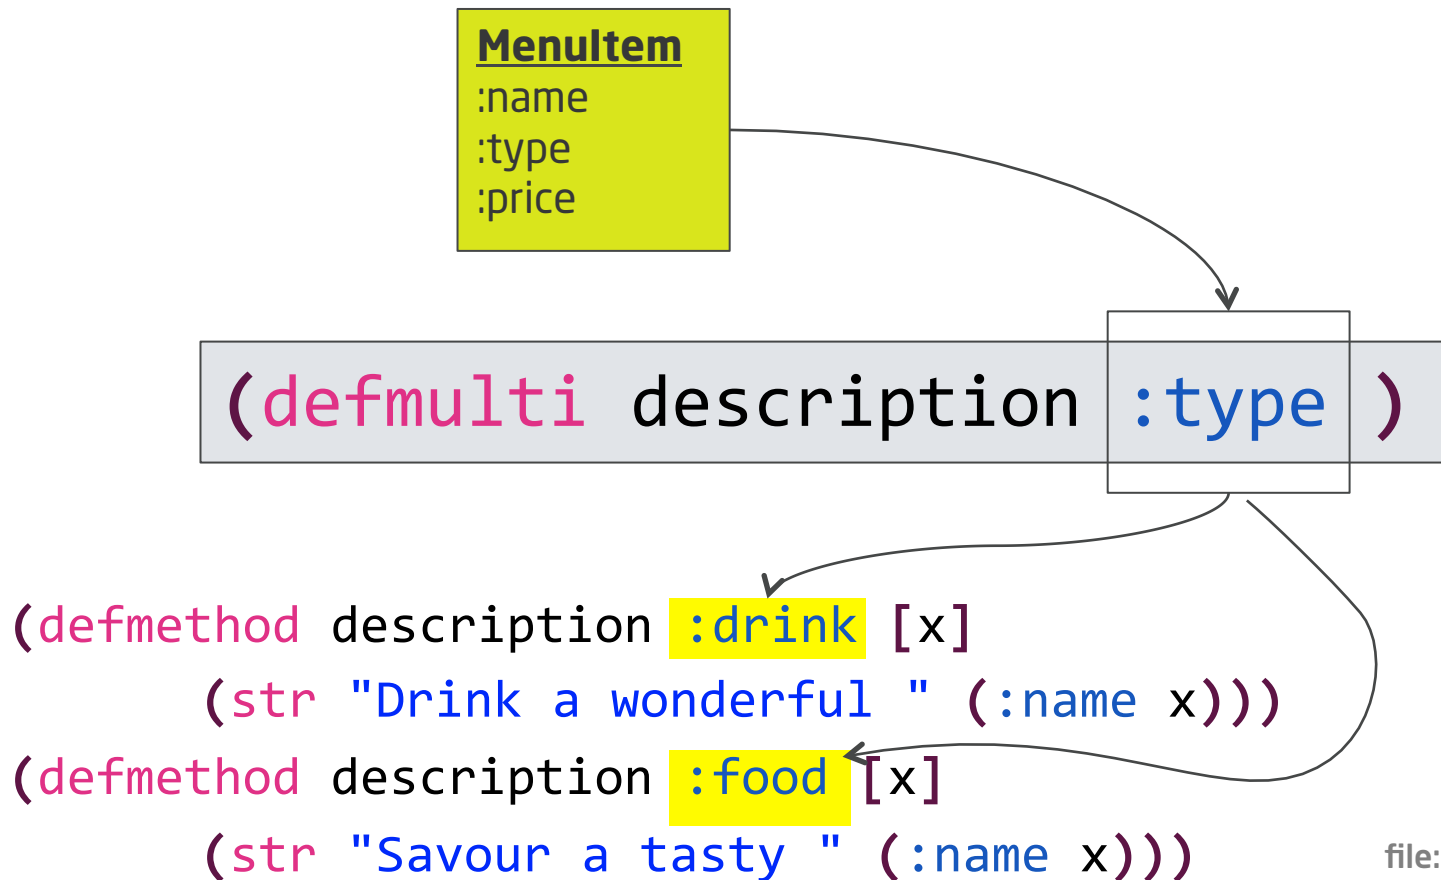 MenuItem
:name
:type
:price
(defmulti description :type )
(defmethod description :drink [x]
(str "Drink a wonderful " (:name x)))
(defmethod description :food [x]
(str "Savour a tasty " (:name x)))
file: